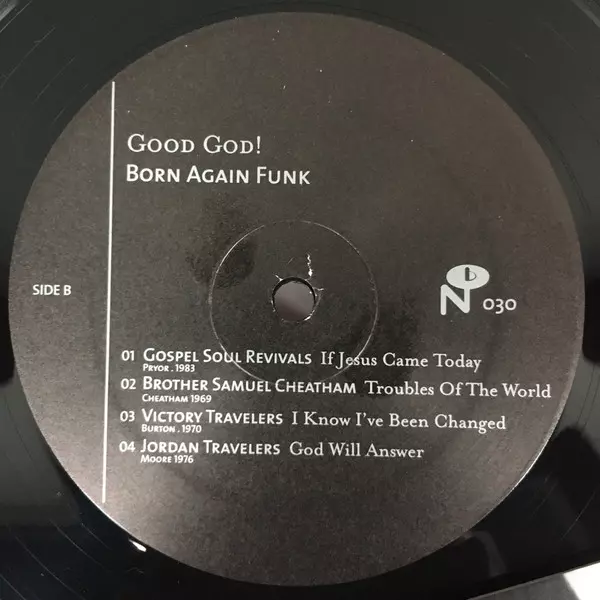 GOOD GOD!
BORN AGAIN FUNK
SIDE B
N b 030
01 GOSPEL SOUL REVIVALS If Jesus Came Today
PRYOR . 1983
02 BROTHER SAMUEL CHEATHAM Troubles Of The World
CHEATHAM 1969
03 VICTORY TRAVELERS I Know I've Been Changed
BURTON . 1970
04 JORDAN TRAVELERS God Will Answer
MOORE 1976